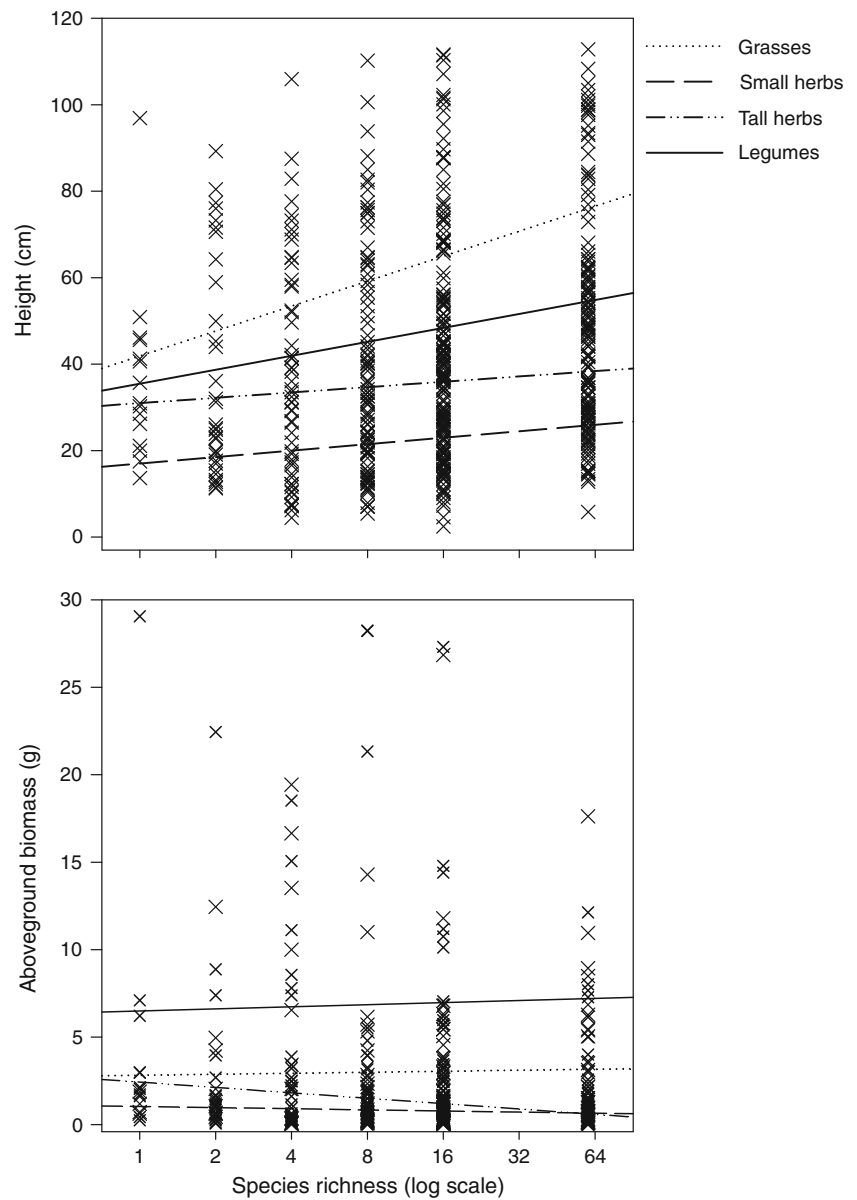 120
100
80
60
40
20
0
Height (cm)
Grasses
Small herbs
Tall herbs
Legumes
30
25
20
15
10
5
0
Aboveground biomass (g)
1 2 4 8 16 32 64
Species richness (log scale)